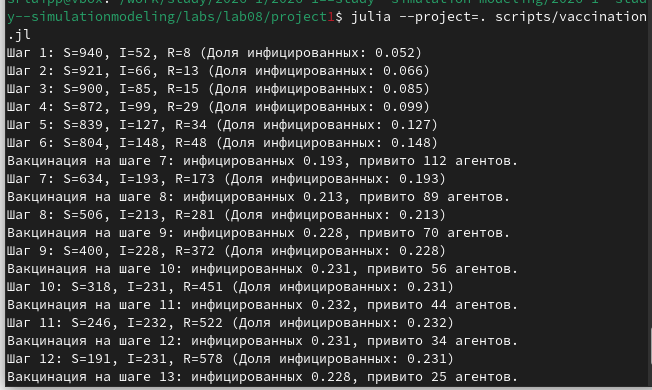 y--simulationmodeling/labs/lab08/project1$ julia --project=. scripts/vaccination
.jl
Шаг 1: S=940, I=52, R=8 (Доля инфицированных: 0.052)
Шаг 2: S=921, I=66, R=13 (Доля инфицированных: 0.066)
Шаг 3: S=900, I=85, R=15 (Доля инфицированных: 0.085)
Шаг 4: S=872, I=99, R=29 (Доля инфицированных: 0.099)
Шаг 5: S=839, I=127, R=34 (Доля инфицированных: 0.127)
Шаг 6: S=804, I=148, R=48 (Доля инфицированных: 0.148)
Вакцинация на шаге 7: инфицированных 0.193, привито 112 агентов.
Шаг 7: S=634, I=193, R=173 (Доля инфицированных: 0.193)
Вакцинация на шаге 8: инфицированных 0.213, привито 89 агентов.
Шаг 8: S=506, I=213, R=281 (Доля инфицированных: 0.213)
Вакцинация на шаге 9: инфицированных 0.228, привито 70 агентов.
Шаг 9: S=400, I=228, R=372 (Доля инфицированных: 0.228)
Вакцинация на шаге 10: инфицированных 0.231, привито 56 агентов.
Шаг 10: S=318, I=231, R=451 (Доля инфицированных: 0.231)
Вакцинация на шаге 11: инфицированных 0.232, привито 44 агентов.
Шаг 11: S=246, I=232, R=522 (Доля инфицированных: 0.232)
Вакцинация на шаге 12: инфицированных 0.231, привито 34 агентов.
Шаг 12: S=191, I=231, R=578 (Доля инфицированных: 0.231)
Вакцинация на шаге 13: инфицированных 0.228, привито 25 агентов.